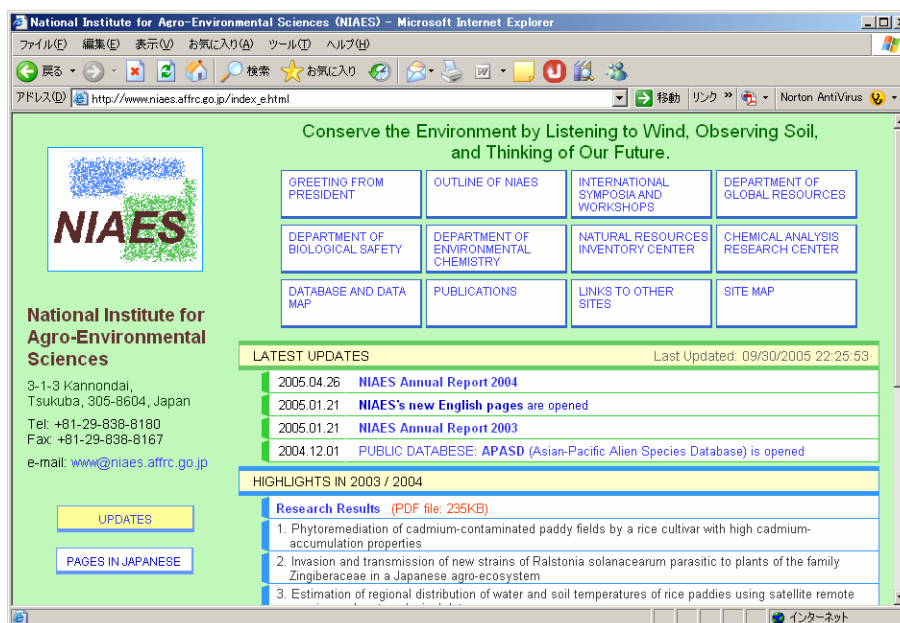 National Institute for Agro-Environmental Sciences (NIAES) - Microsoft Internet Explorer
ファイル(F) 編集(E) 表示(V) お気に入り(A) ツール(T) ヘルプ(H)
戻る 検索 お気に入り
アドレス(D) http://www.niaes.affrc.go.jp/index_e.html 移動 リンク » Norton AntiVirus
Conserve the Environment by Listening to Wind, Observing Soil,
and Thinking of Our Future.
NIAES
GREETING FROM
PRESIDENT
OUTLINE OF NIAES
INTERNATIONAL
SYMPOSIA AND
WORKSHOPS
DEPARTMENT OF
GLOBAL RESOURCES
DEPARTMENT OF
BIOLOGICAL SAFETY
DEPARTMENT OF
ENVIRONMENTAL
CHEMISTRY
NATURAL RESOURCES
INVENTORY CENTER
CHEMICAL ANALYSIS
RESEARCH CENTER
DATABASE AND DATA
MAP
PUBLICATIONS
LINKS TO OTHER
SITES
SITE MAP
National Institute for
Agro-Environmental
Sciences
3-1-3 Kannondai,
Tsukuba, 305-8604, Japan
Tel: +81-29-838-8180
Fax: +81-29-838-8167
e-mail: www@niaes.affrc.go.jp
UPDATES
PAGES IN JAPANESE
LATEST UPDATES Last Updated: 09/30/2005 22:25:53
2005.04.26 NIAES Annual Report 2004
2005.01.21 NIAES's new English pages are opened
2005.01.21 NIAES Annual Report 2003
2004.12.01 PUBLIC DATABESE: APASD (Asian-Pacific Alien Species Database) is opened
HIGHLIGHTS IN 2003 / 2004
Research Results (PDF file: 235KB)
1. Phytoremediation of cadmium-contaminated paddy fields by a rice cultivar with high cadmium-
accumulation properties
2. Invasion and transmission of new strains of Ralstonia solanacearum parasitic to plants of the family
Zingiberaceae in a Japanese agro-ecosystem
3. Estimation of regional distribution of water and soil temperatures of rice paddies using satellite remote
インターネット